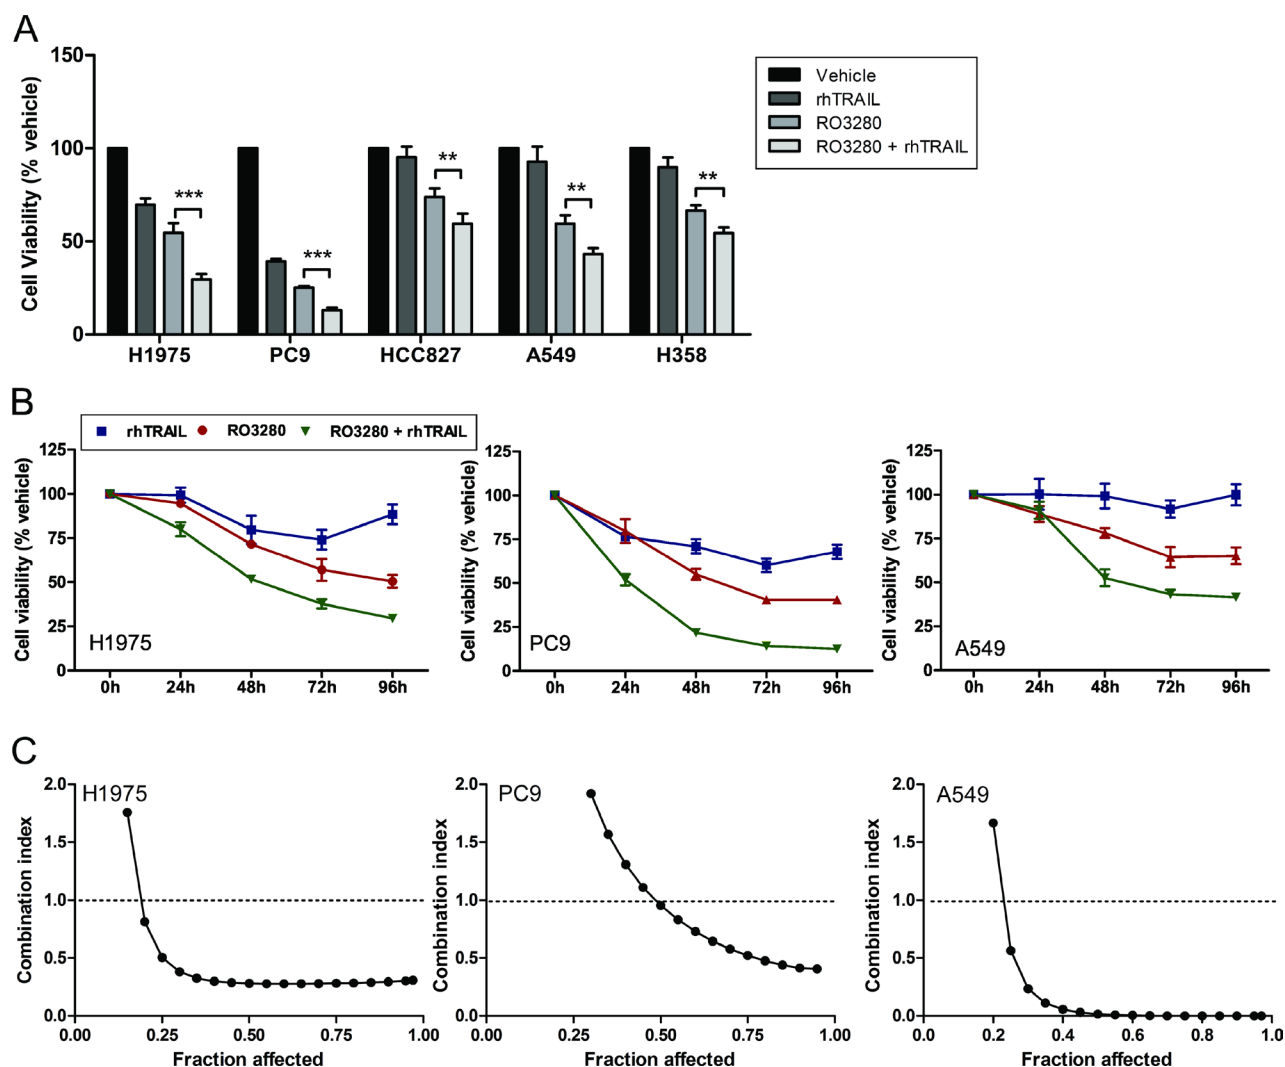 A
Cell Viability (% vehicle)
150
100
50
0
*** *** ** ** **
H1975 PC9 HCC827 A549 H358
Vehicle
rhTRAIL
RO3280
RO3280 + rhTRAIL
B
rhTRAIL RO3280 RO3280 + rhTRAIL
Cell viability (% vehicle)
125
100
75
50
25
0
H1975
0h 24h 48h 72h 96h
Cell viability (% vehicle)
125
100
75
50
25
0
PC9
0h 24h 48h 72h 96h
Cell viability (% vehicle)
125
100
75
50
25
0
A549
0h 24h 48h 72h 96h
C
Combination index
2.0
1.5
1.0
0.5
0.0
H1975
0.00 0.25 0.50 0.75 1.00
Fraction affected
Combination index
2.0
1.5
1.0
0.5
0.0
PC9
0.00 0.25 0.50 0.75 1.00
Fraction affected
Combination index
2.0
1.5
1.0
0.5
0.0
A549
0.0 0.2 0.4 0.6 0.8 1.0
Fraction affected